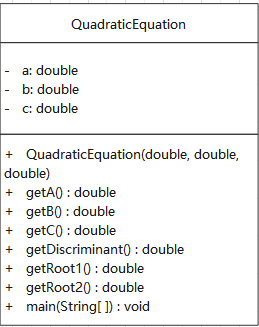 QuadraticEquation
- a: double
- b: double
- c: double
+ QuadraticEquation(double, double,
double)
+ getA() : double
+ getB() : double
+ getC() : double
+ getDiscriminant() : double
+ getRoot1() : double
+ getRoot2() : double
+ main(String[ ]) : void